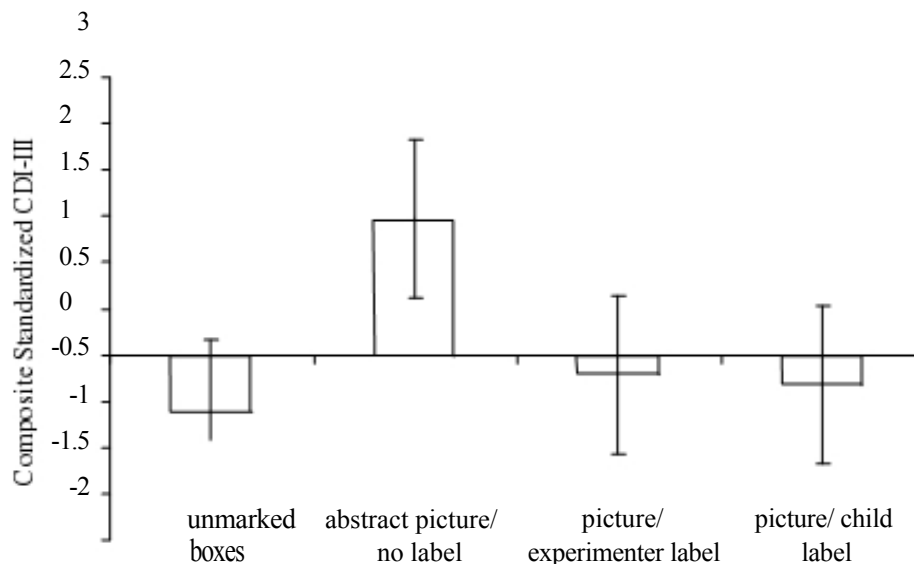 3
2.5
2
1.5
1
0.5
0
-0.5
-1
-1.5
-2
Composite Standardized CDI-III
unmarked boxes
abstract picture/ no label
picture/ experimenter label
picture/ child label